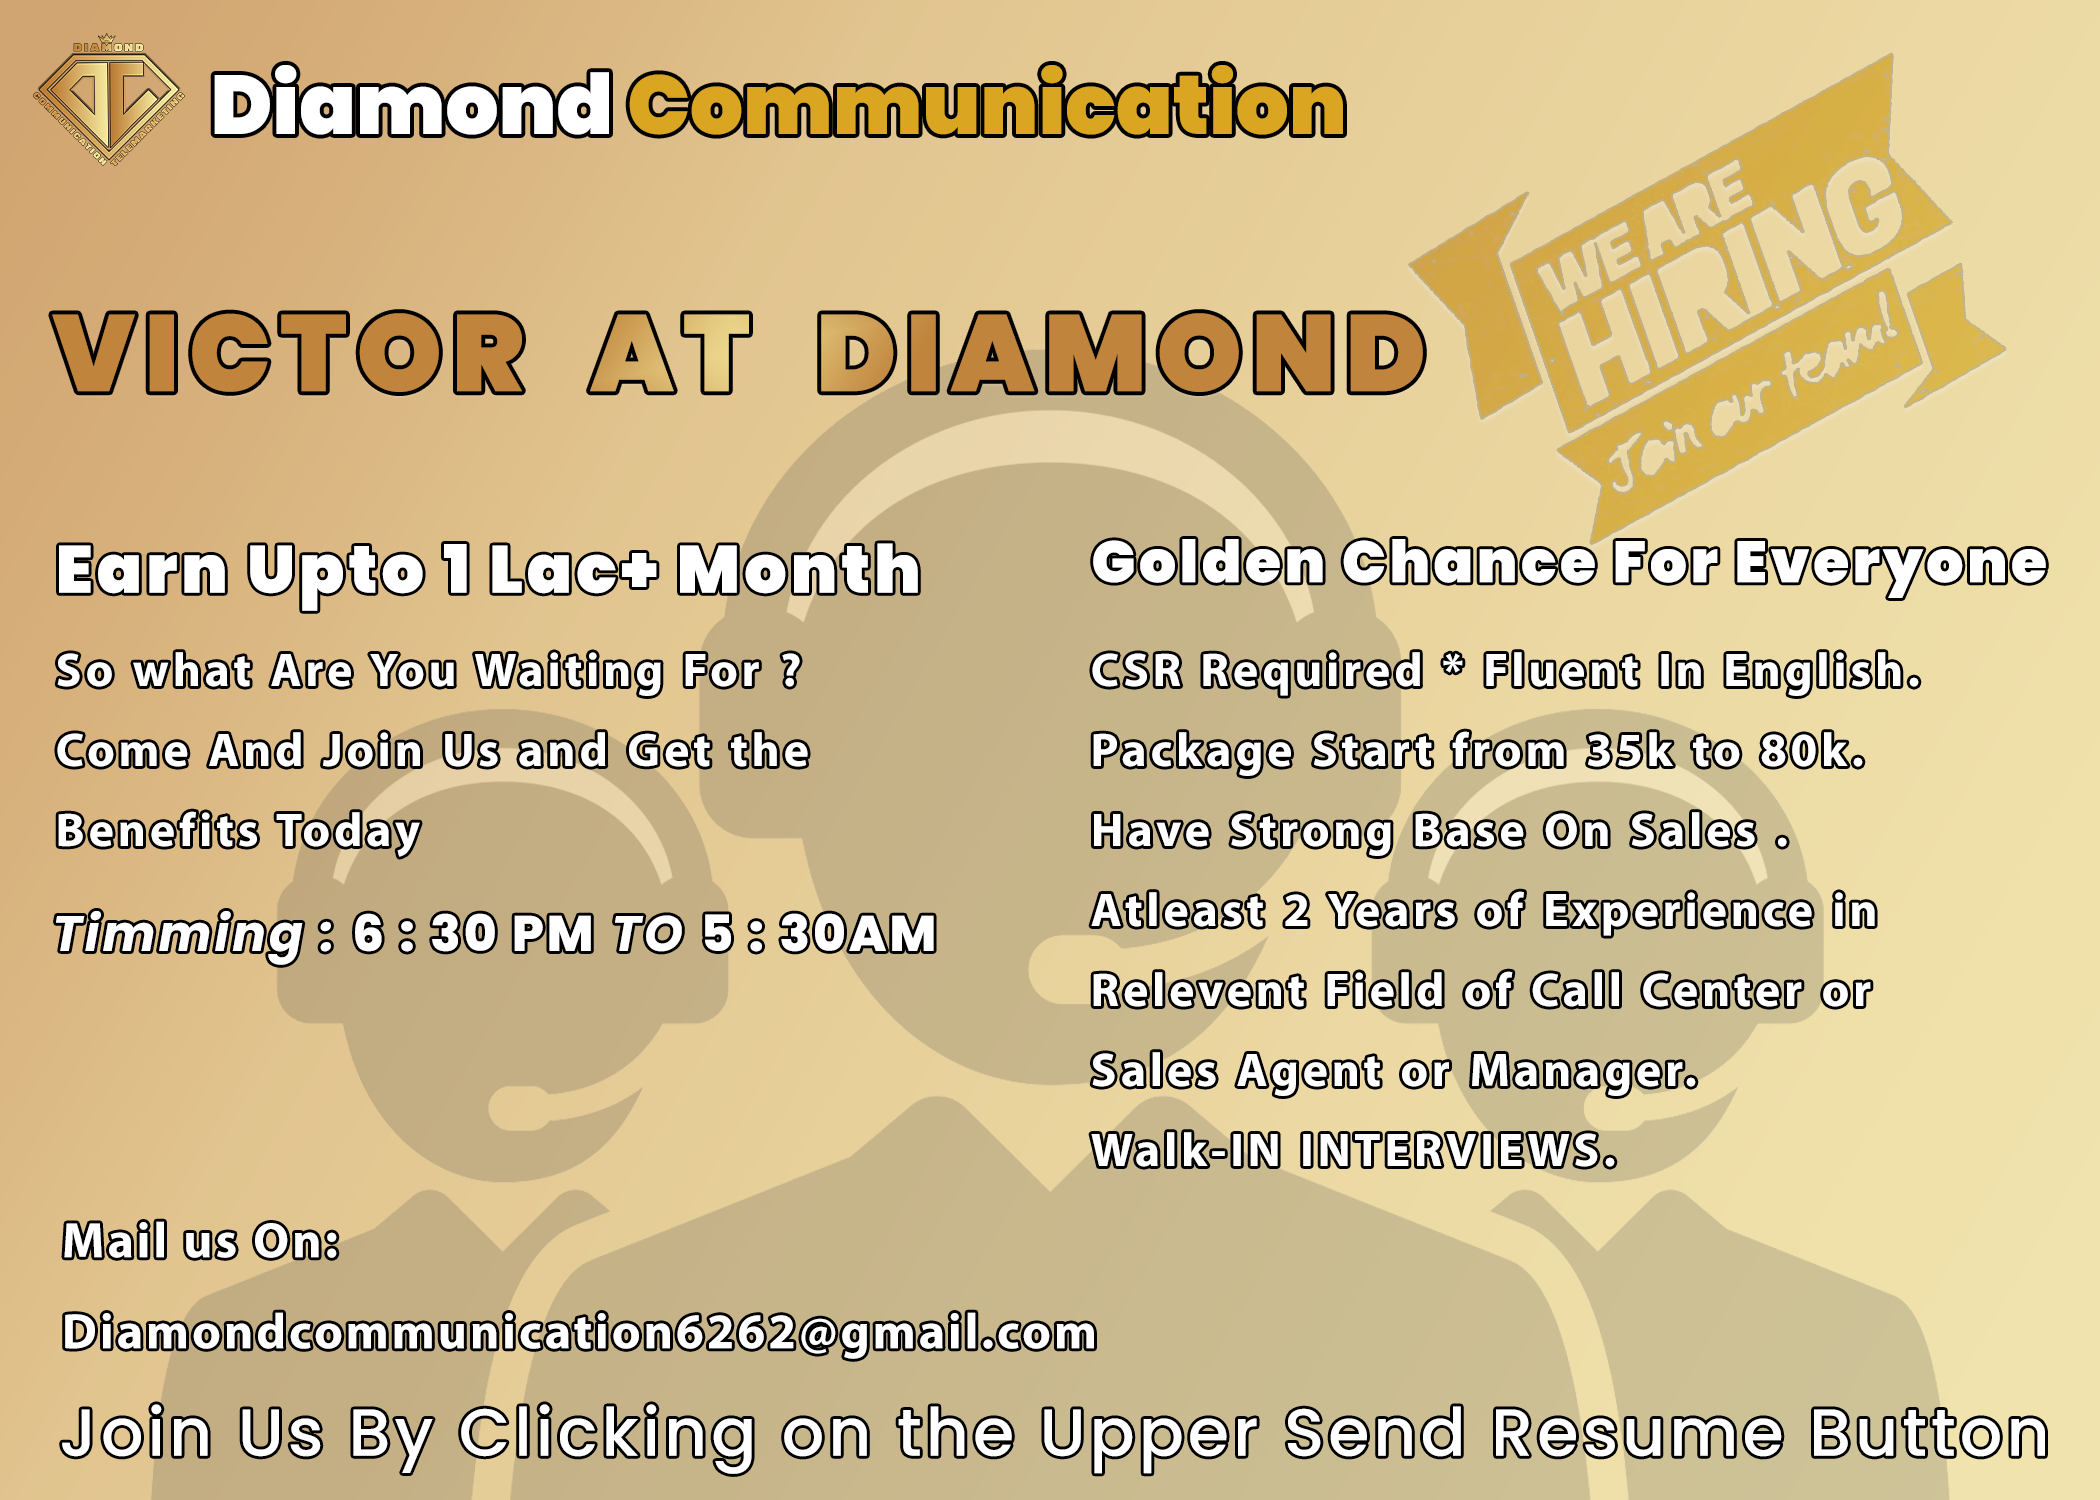 DIAMOND
COMMUNICATION TELEMARKETING
Diamond Communication
WE ARE
HIRING
Join our team!
VICTOR AT DIAMOND
Earn Upto 1 Lac+ Month
So what Are You Waiting For ?
Come And Join Us and Get the
Benefits Today
Timming : 6 : 30 PM TO 5 : 30AM
Golden Chance For Everyone
CSR Required * Fluent In English.
Package Start from 35k to 80k.
Have Strong Base On Sales .
Atleast 2 Years of Experience in
Relevent Field of Call Center or
Sales Agent or Manager.
Walk-IN INTERVIEWS.
Mail us On:
Diamondcommunication6262@gmail.com
Join Us By Clicking on the Upper Send Resume Button